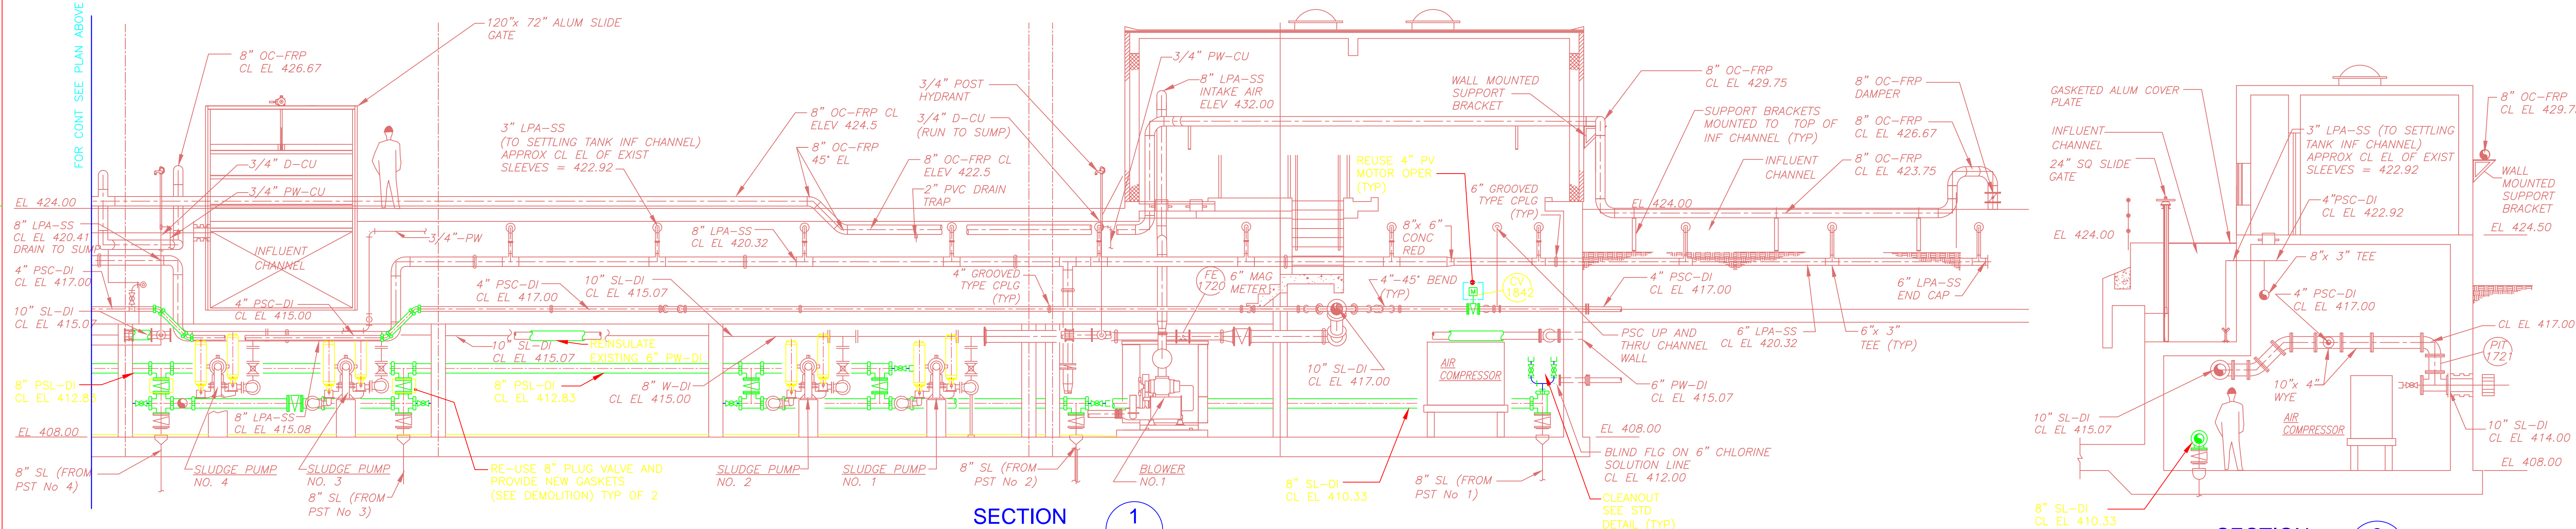 FOR CONT SEE PLAN ABOVE
120"x 72" ALUM SLIDE
GATE
8" OC-FRP
CL EL 426.67
3/4" D-CU
3/4" PW-CU
EL 424.00
8" LPA-SS
CL EL 420.41
DRAIN TO SUMP
4" PSC-DI
CL EL 417.00
10" SL-DI
CL EL 415.07
8" PSL-DI
CL EL 412.83
EL 408.00
8" SL (FROM
PST No 4)
INFLUENT
CHANNEL
4" PSC-DI
CL EL 415.00
8" LPA-SS
CL EL 415.08
SLUDGE PUMP
NO. 4
SLUDGE PUMP
NO. 3
8" SL (FROM
PST No 3)
3/4"-PW
3" LPA-SS
(TO SETTLING TANK INF CHANNEL)
APPROX CL EL OF EXIST
SLEEVES = 422.92
8" OC-FRP CL
ELEV 424.5
8" OC-FRP
45° EL
8" OC-FRP CL
ELEV 422.5
2" PVC DRAIN
TRAP
3/4" POST
HYDRANT
3/4" D-CU
(RUN TO SUMP)
8" LPA-SS
CL EL 420.32
4" PSC-DI
CL EL 417.00
10" SL-DI
CL EL 415.07
4" GROOVED
TYPE CPLG
(TYP)
10" SL-DI
CL EL 415.07
REINSULATE
EXISTING 6" PW-DI
8" PSL-DI
CL EL 412.83
8" W-DI
CL EL 415.00
RE-USE 8" PLUG VALVE AND
PROVIDE NEW GASKETS
(SEE DEMOLITION) TYP OF 2
SLUDGE PUMP
NO. 2
SLUDGE PUMP
NO. 1
8" SL (FROM
PST No 2)
BLOWER
NO.1
3/4" PW-CU
8" LPA-SS
INTAKE AIR
ELEV 432.00
FE
1720
6" MAG
METER
WALL MOUNTED
SUPPORT
BRACKET
REUSE 4" PV
MOTOR OPER
(TYP)
8"x 6"
CONC
RED
6" GROOVED
TYPE CPLG
(TYP)
M
CV
1842
4"-45° BEND
(TYP)
10" SL-DI
CL EL 417.00
AIR
COMPRESSOR
8" SL-DI
CL EL 410.33
8" SL (FROM
PST No 1)
8" OC-FRP
CL EL 429.75
SUPPORT BRACKETS
MOUNTED TO TOP OF
INF CHANNEL (TYP)
INFLUENT
CHANNEL
8" OC-FRP
DAMPER
8" OC-FRP
CL EL 426.67
8" OC-FRP
CL EL 423.75
EL 424.00
4" PSC-DI
CL EL 417.00
PSC UP AND
THRU CHANNEL
WALL
6" LPA-SS
CL EL 420.32
6"x 3"
TEE (TYP)
6" LPA-SS
END CAP
6" PW-DI
CL EL 415.07
EL 408.00
BLIND FLG ON 6" CHLORINE
SOLUTION LINE
CL EL 412.00
CLEANOUT
SEE STD
DETAIL (TYP)
SECTION
1
GASKETED ALUM COVER
PLATE
INFLUENT
CHANNEL
24" SQ SLIDE
GATE
EL 424.00
3" LPA-SS (TO SETTLING
TANK INF CHANNEL)
APPROX CL EL OF EXIST
SLEEVES = 422.92
4"PSC-DI
CL EL 422.92
8"x 3" TEE
4" PSC-DI
CL EL 417.00
8" OC-FRP
WALL
MOUNTED
SUPPORT
BRACKET
EL 424.50
CL EL 417.00
PIT
1721
10"x 4"
WYE
10" SL-DI
CL EL 415.07
AIR
COMPRESSOR
10" SL-DI
CL EL 414.00
EL 408.00
8" SL-DI
CL EL 410.33